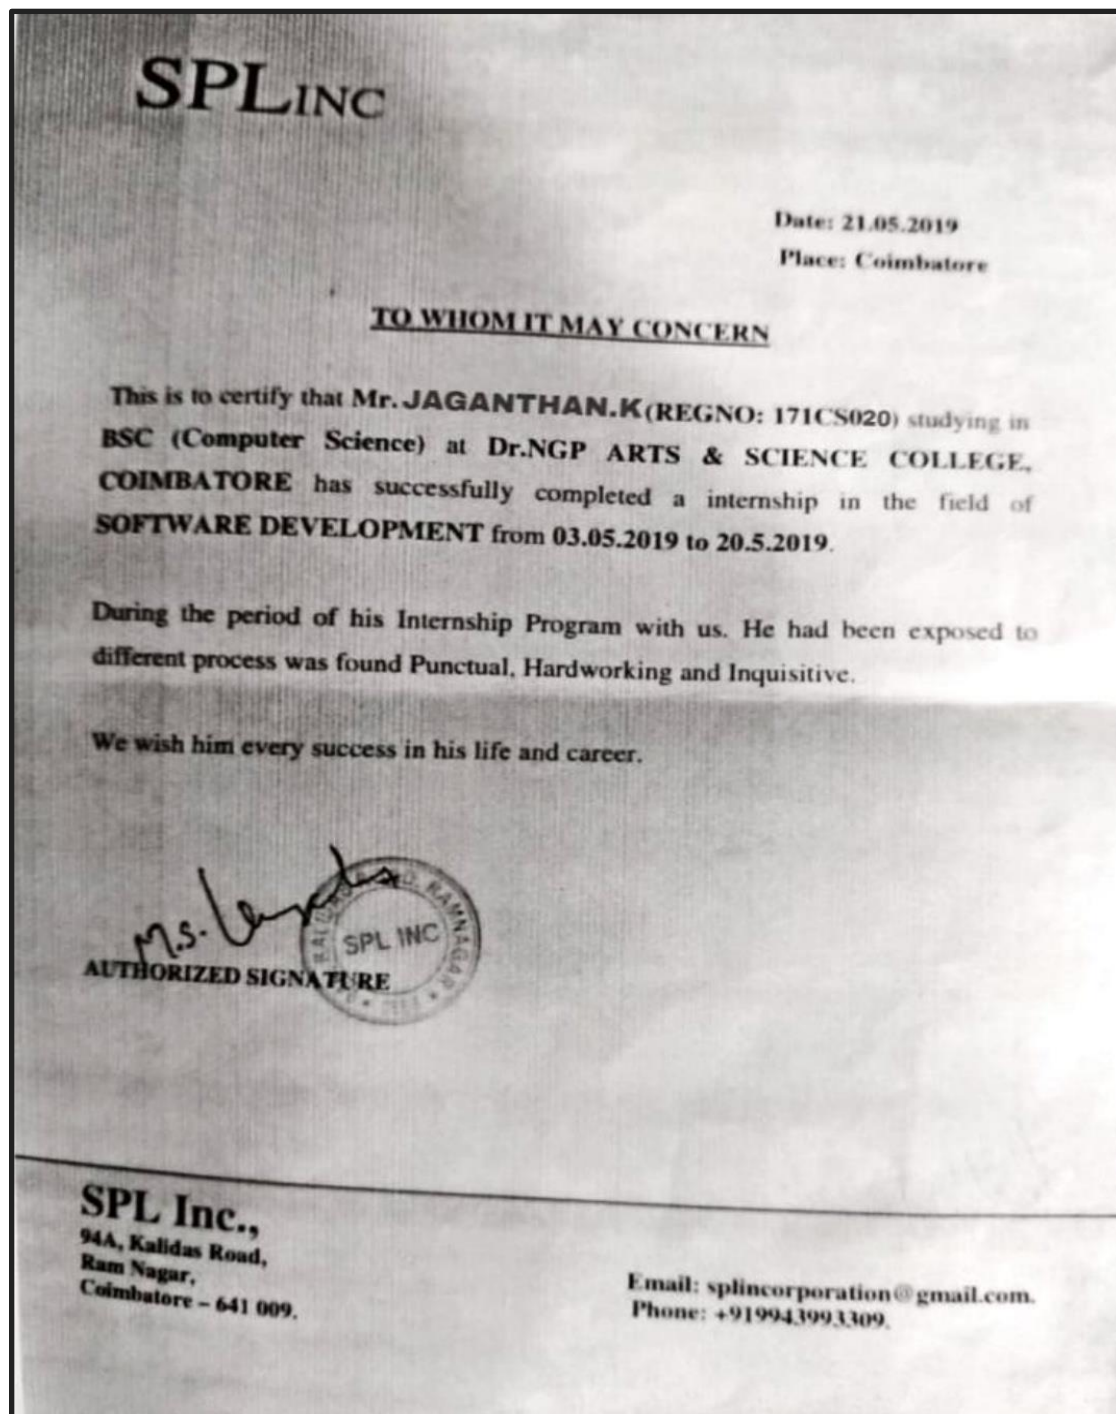 SPL INC
Date: 21.05.2019
Place: Coimbatore
TO WHOM IT MAY CONCERN
This is to certify that Mr. JAGANTHAN.K (REGNO: 171CS020) studying in
BSC (Computer Science) at Dr.NGP ARTS & SCIENCE COLLEGE,
COIMBATORE has successfully completed a internship in the field of
SOFTWARE DEVELOPMENT from 03.05.2019 to 20.5.2019.
During the period of his Internship Program with us. He had been exposed to
different process was found Punctual, Hardworking and Inquisitive.
We wish him every success in his life and career.
M.S.
RAMNAGAR
SPL INC
AUTHORIZED SIGNATURE
SPL Inc.,
94A, Kalidas Road,
Ram Nagar,
Coimbatore – 641 009.
Email: splincorporation@gmail.com.
Phone: +919943993309.